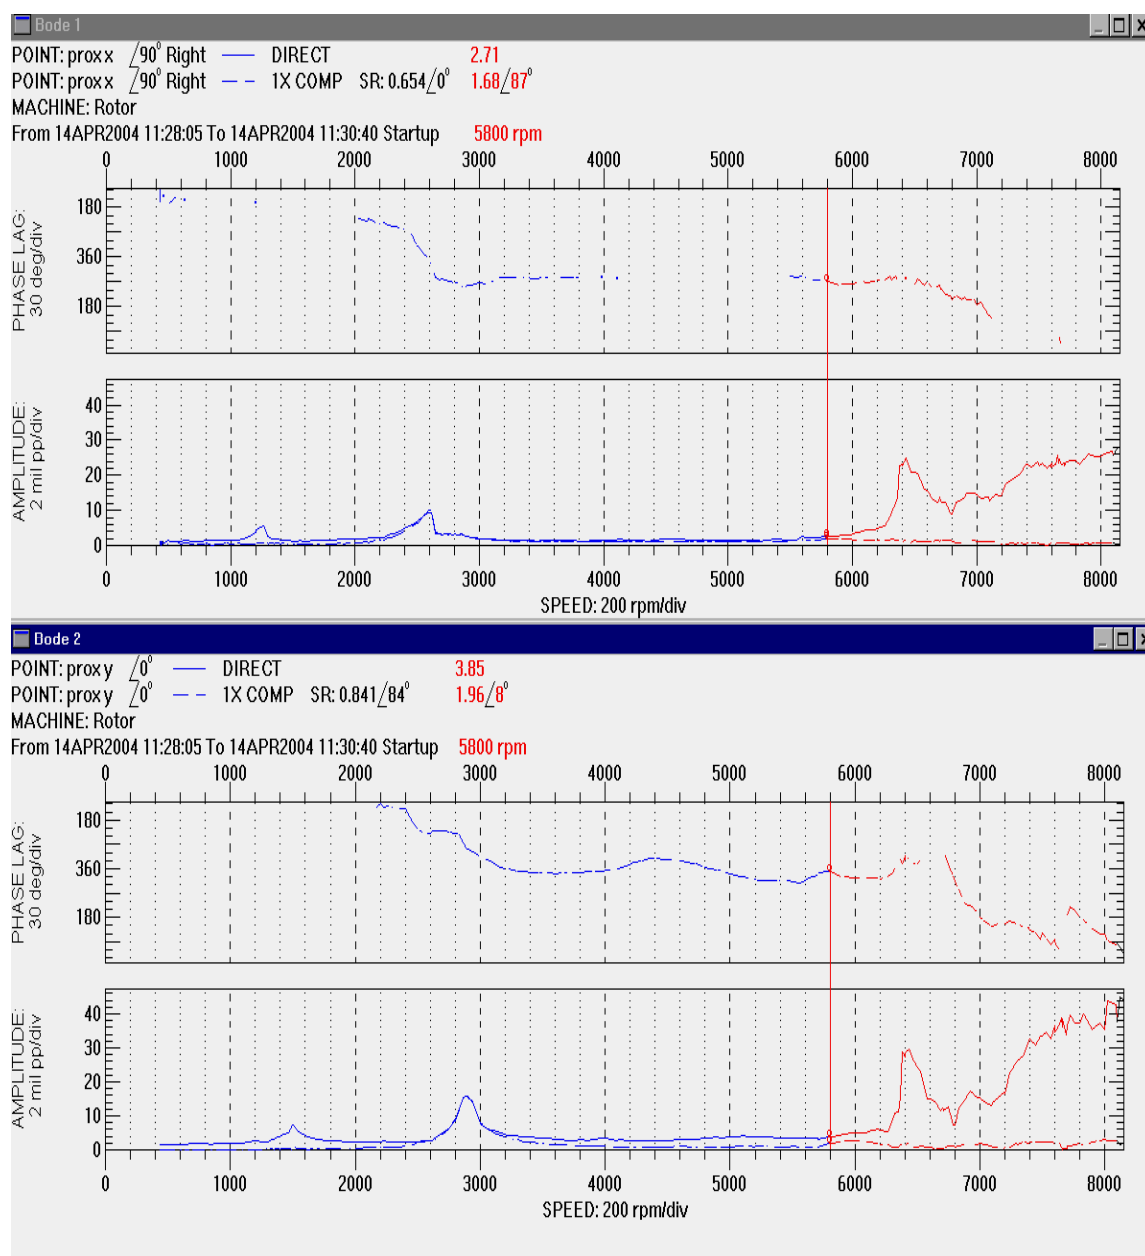 Bode 1
POINT: prox x ∠90° Right —— DIRECT 2.71
POINT: prox x ∠90° Right — — 1X COMP SR: 0.654∠0° 1.68∠87°
MACHINE: Rotor
From 14APR2004 11:28:05 To 14APR2004 11:30:40 Startup 5800 rpm
0 1000 2000 3000 4000 5000 6000 7000 8000
PHASE LAG:
30 deg/div
180
360
180
AMPLITUDE:
2 mil pp/div
40
30
20
10
0
0 1000 2000 3000 4000 5000 6000 7000 8000
SPEED: 200 rpm/div
Bode 2
POINT: prox y ∠0° —— DIRECT 3.85
POINT: prox y ∠0° — — 1X COMP SR: 0.841∠84° 1.96∠8°
MACHINE: Rotor
From 14APR2004 11:28:05 To 14APR2004 11:30:40 Startup 5800 rpm
0 1000 2000 3000 4000 5000 6000 7000 8000
PHASE LAG:
30 deg/div
180
360
180
AMPLITUDE:
2 mil pp/div
40
30
20
10
0
0 1000 2000 3000 4000 5000 6000 7000 8000
SPEED: 200 rpm/div